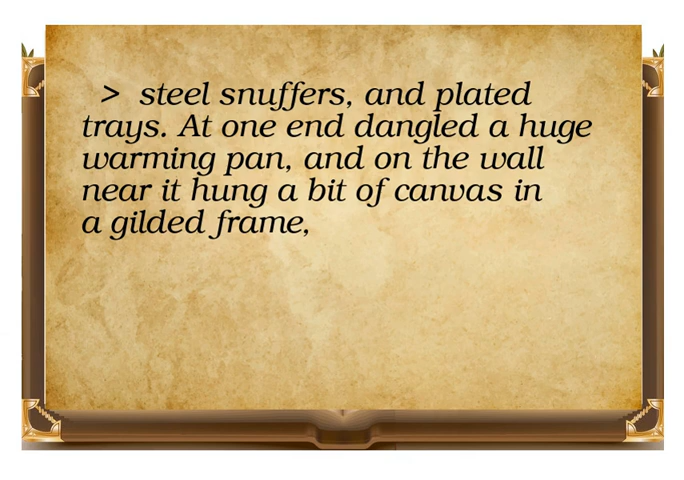 > steel snuffers, and plated
trays. At one end dangled a huge
warming pan, and on the wall
near it hung a bit of canvas in
a gilded frame,